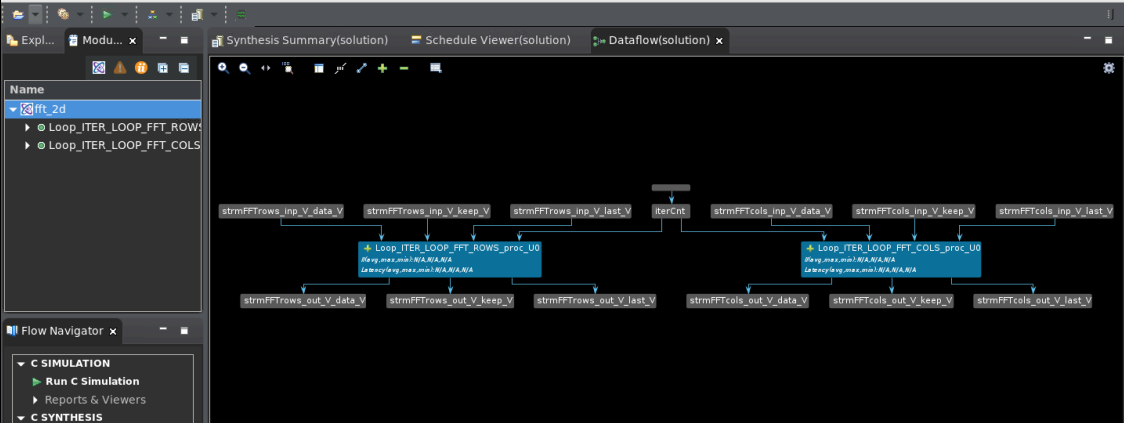 Expl...
Modu...
Synthesis Summary(solution)
Schedule Viewer(solution)
Dataflow(solution)
Name
fft_2d
Loop_ITER_LOOP_FFT_ROWS
Loop_ITER_LOOP_FFT_COLS
strmFFTrows_inp_V_data_V
strmFFTrows_inp_V_keep_V
strmFFTrows_inp_V_last_V
iterCnt
strmFFTcols_inp_V_data_V
strmFFTcols_inp_V_keep_V
strmFFTcols_inp_V_last_V
Loop_ITER_LOOP_FFT_ROWS_proc_U0
II(avg,max,min):N/A,N/A,N/A
Latency(avg,max,min):N/A,N/A,N/A
Loop_ITER_LOOP_FFT_COLS_proc_U0
II(avg,max,min):N/A,N/A,N/A
Latency(avg,max,min):N/A,N/A,N/A
strmFFTrows_out_V_data_V
strmFFTrows_out_V_keep_V
strmFFTrows_out_V_last_V
strmFFTcols_out_V_data_V
strmFFTcols_out_V_keep_V
strmFFTcols_out_V_last_V
Flow Navigator
C SIMULATION
Run C Simulation
Reports & Viewers
C SYNTHESIS